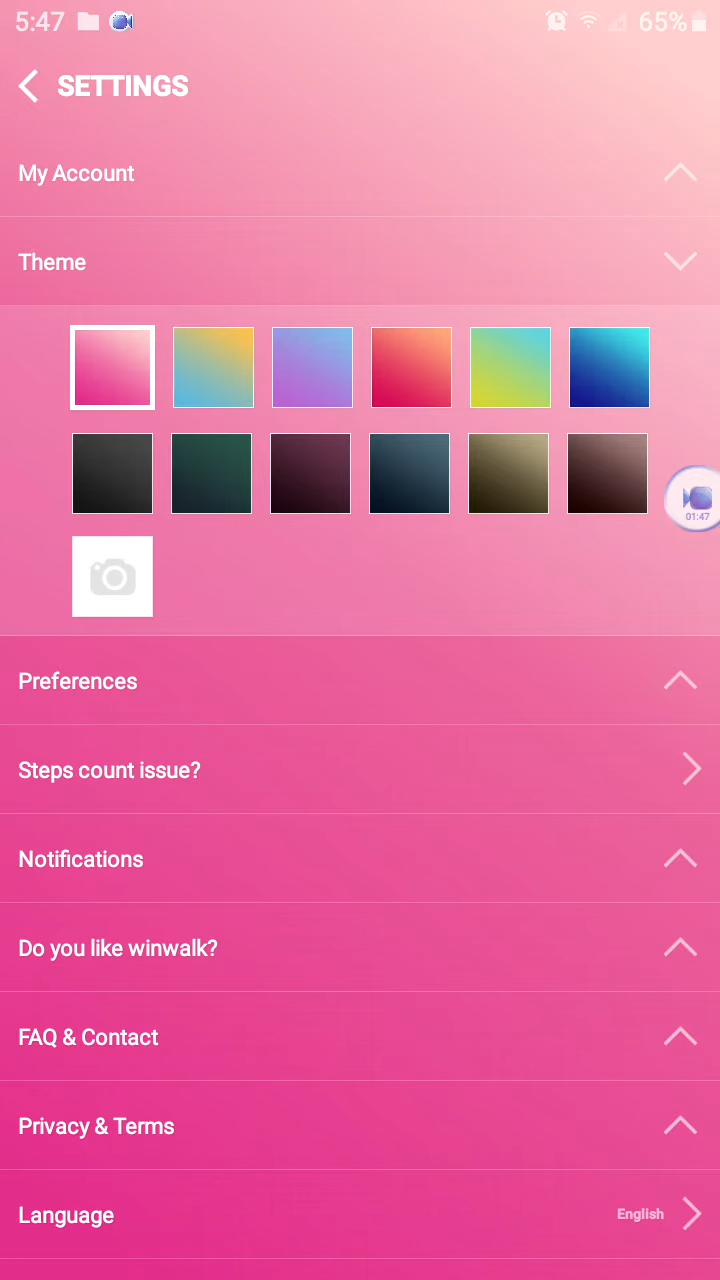 5:47 65%
SETTINGS
My Account
Theme
01:47
Preferences
Steps count issue?
Notifications
Do you like winwalk?
FAQ & Contact
Privacy & Terms
Language English